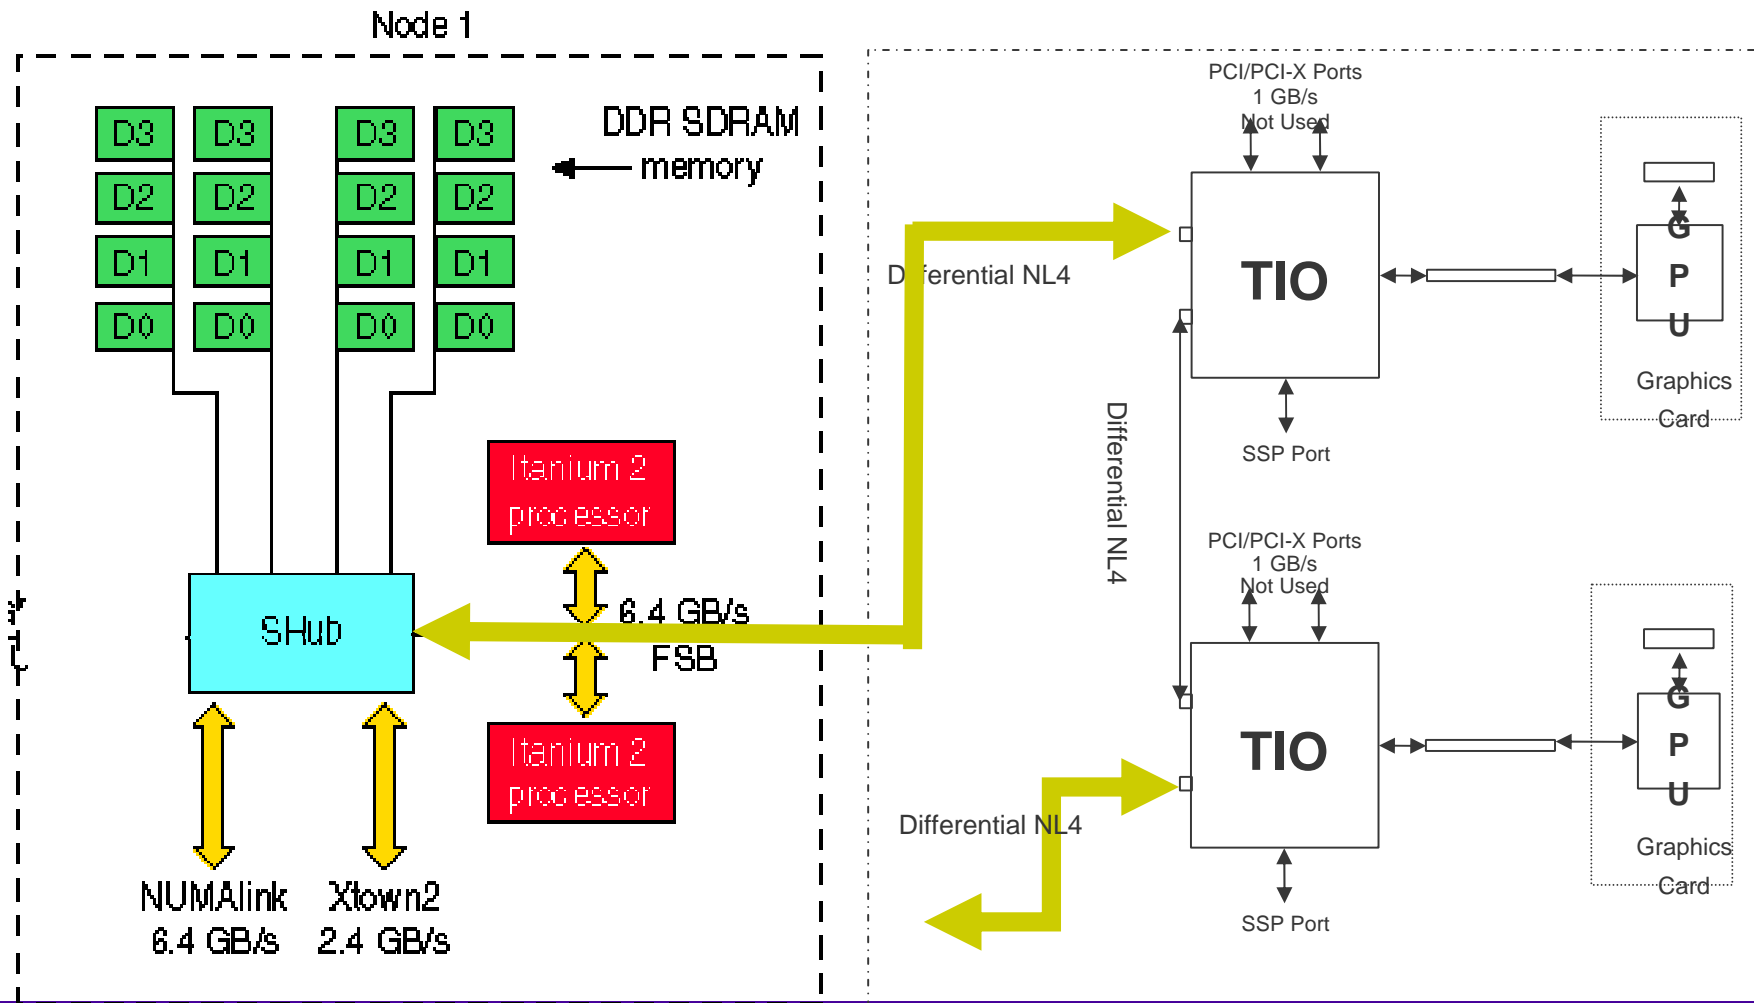 Node 1
D3 D3 D3 D3
D2 D2 D2 D2
D1 D1 D1 D1
D0 D0 D0 D0
DDR SDRAM
memory
Itanium 2
processor
6.4 GB/s
FSB
SHub
Itanium 2
processor
NUMAlink
6.4 GB/s
Xtown2
2.4 GB/s
PCI/PCI-X Ports
1 GB/s
Not Used
Differential NL4
TIO
G
P
U
Graphics
Card
SSP Port
Differential NL4
PCI/PCI-X Ports
1 GB/s
Not Used
TIO
G
P
U
Graphics
Card
Differential NL4
SSP Port